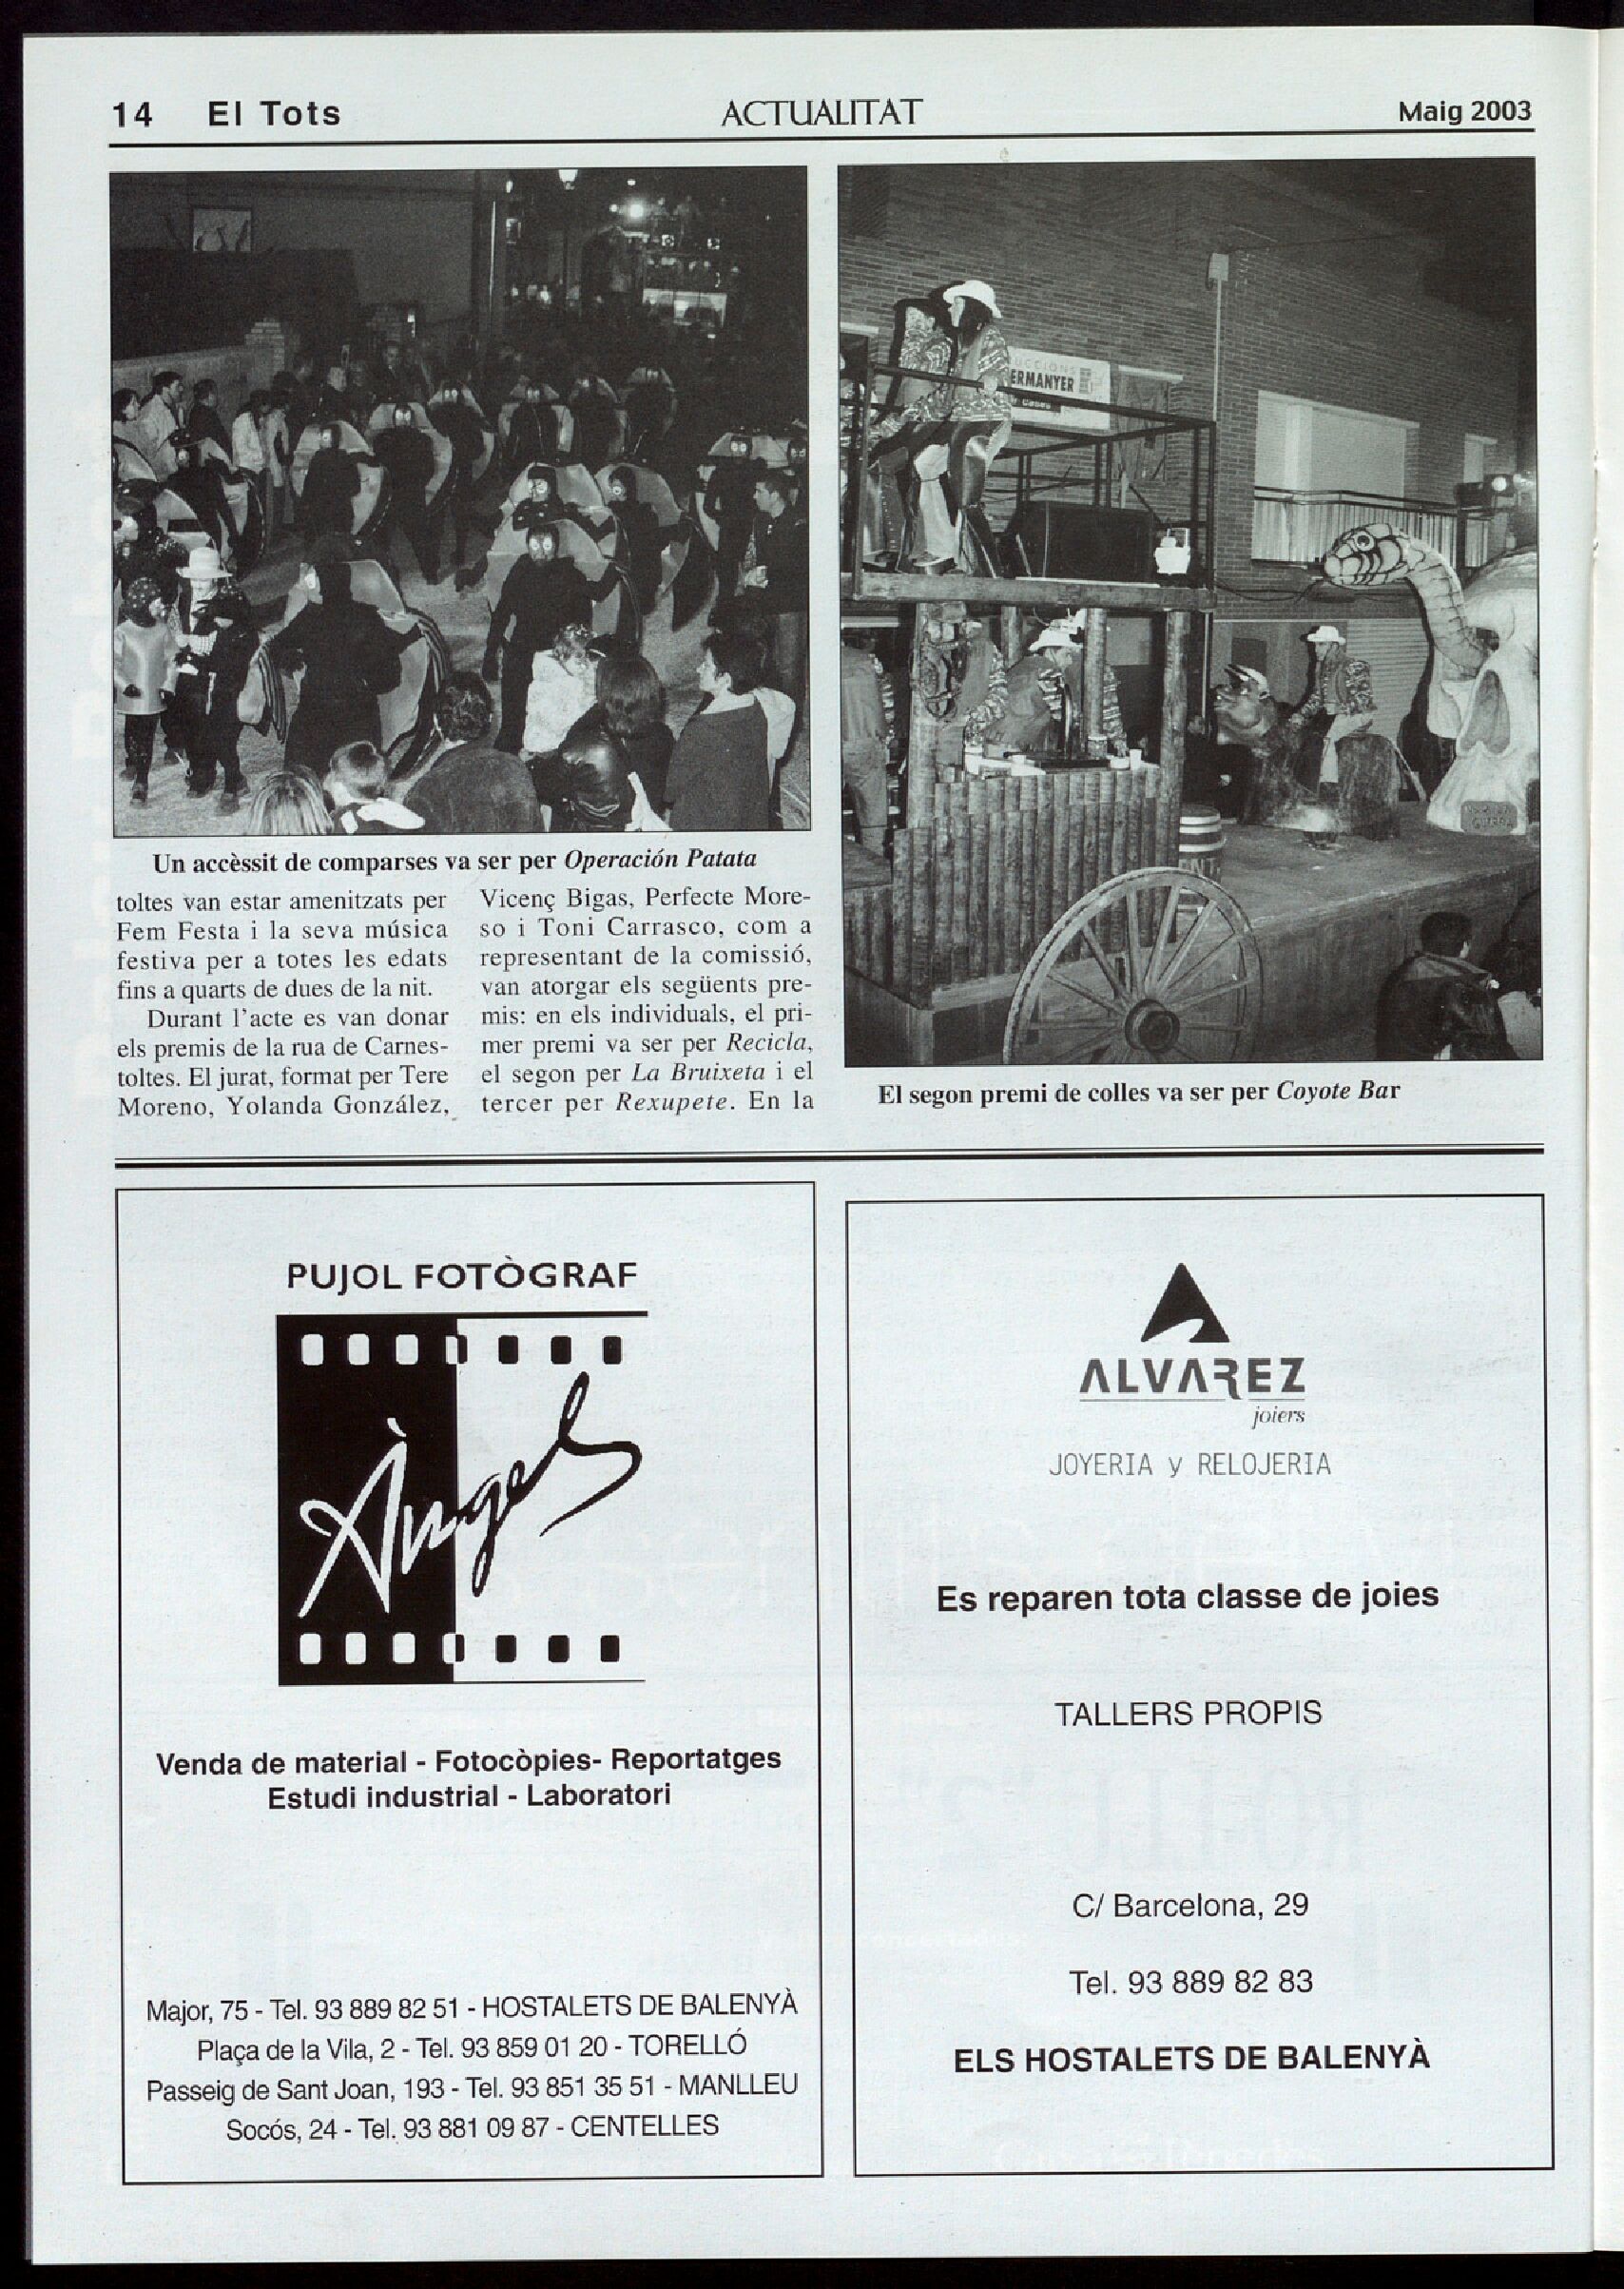 14 El Tots
ACTUALITAT
Maig 2003
ERMANYER
Un accèssit de comparses va ser per Operación Patata
toltes van estar amenitzats per
Fem Festa i la seva música
festiva per a totes les edats
fins a quarts de dues de la nit.
Durant l'acte es van donar
els premis de la rua de Carnes-
toltes. El jurat, format per Tere
Moreno, Yolanda González,
Vicenç Bigas, Perfecte More-
so i Toni Carrasco, com a
representant de la comissió,
van atorgar els següents pre-
mis: en els individuals, el pri-
mer premi va ser per Recicla,
el segon per La Bruixeta i el
tercer per Rexupete. En la
El segon premi de colles va ser per Coyote Bar
PUJOL FOTÒGRAF
Àngel
Venda de material - Fotocòpies- Reportatges
Estudi industrial - Laboratori
Major, 75 - Tel. 93 889 82 51 - HOSTALETS DE BALENYÀ
Plaça de la Vila, 2 - Tel. 93 859 01 20 - TORELLÓ
Passeig de Sant Joan, 193 - Tel. 93 851 35 51 - MANLLEU
Socós, 24 - Tel. 93 881 09 87 - CENTELLES
ALVAREZ
joiers
JOYERIA y RELOJERIA
Es reparen tota classe de joies
TALLERS PROPIS
C/ Barcelona, 29
Tel. 93 889 82 83
ELS HOSTALETS DE BALENYÀ